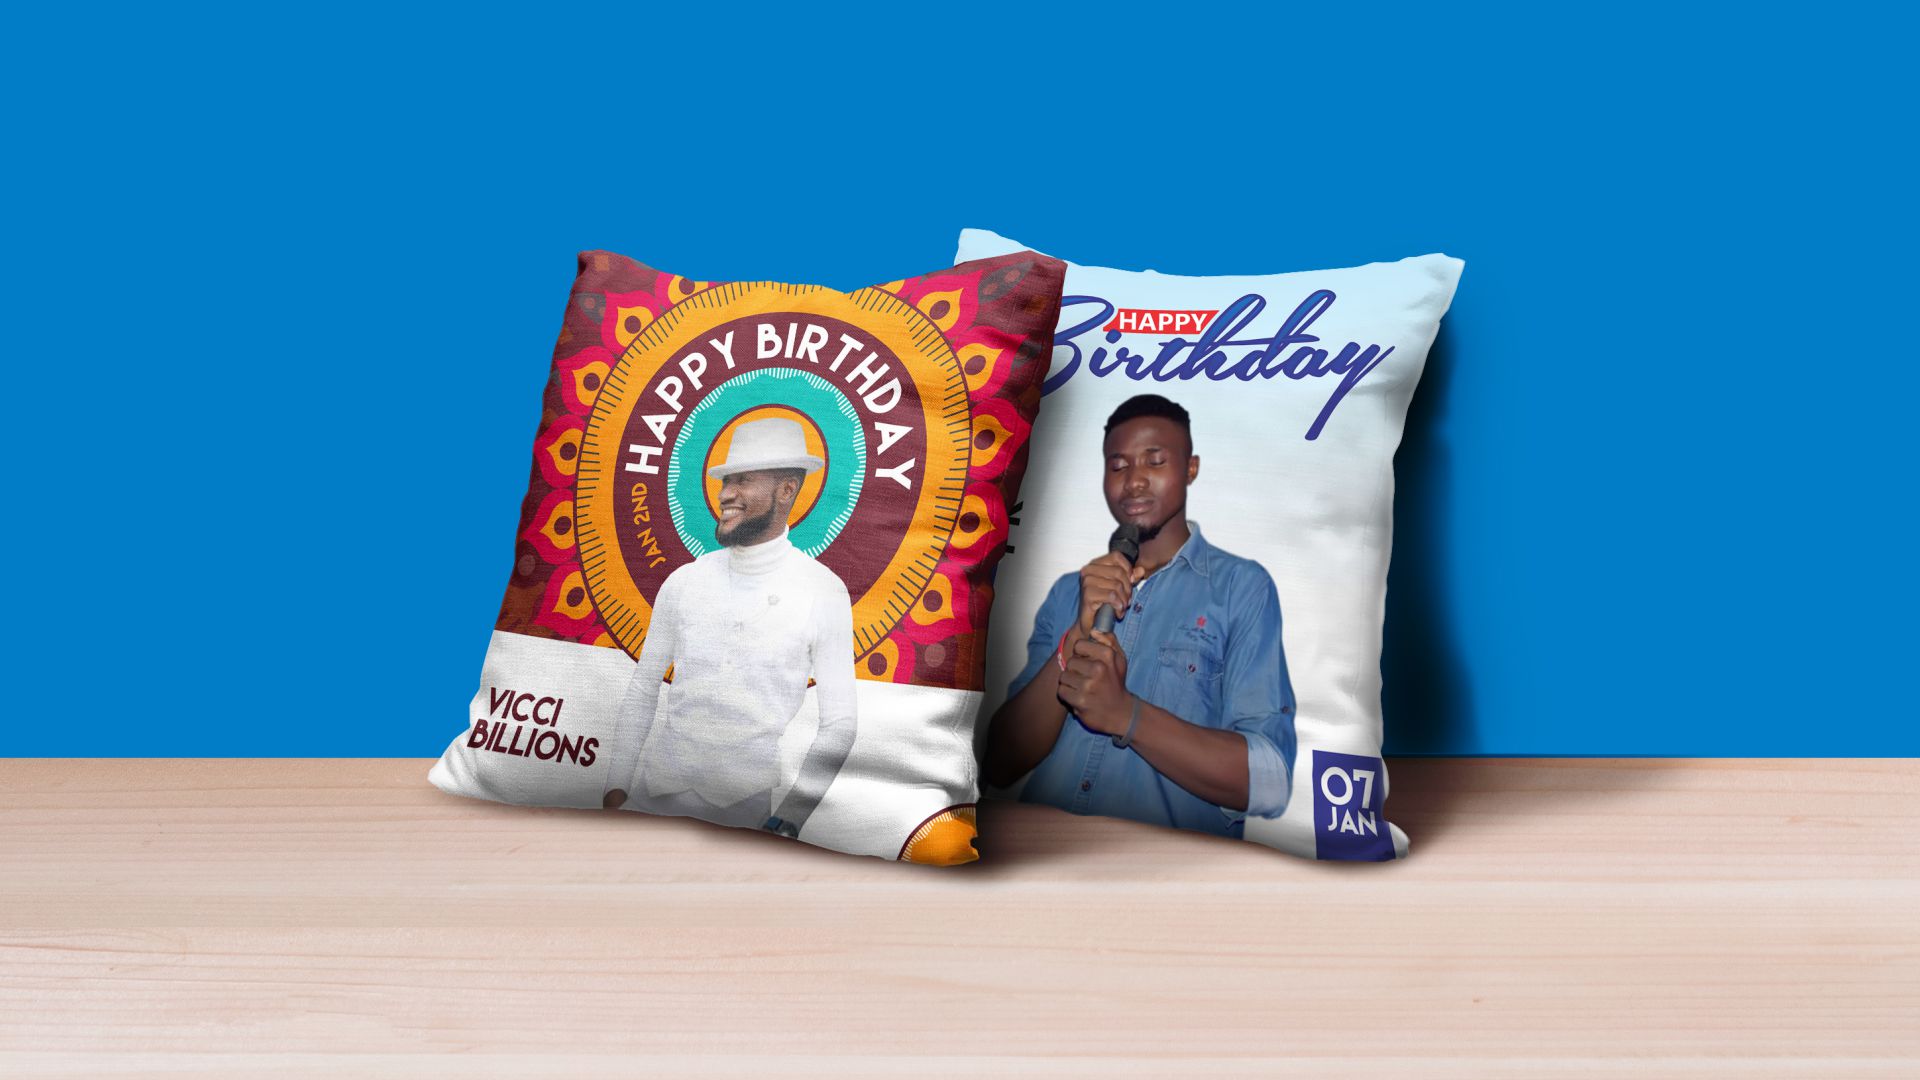 HAPPY BIRTHDAY
JAN 2ND
VICCI
BILLIONS
HAPPY
Birthday
07
JAN